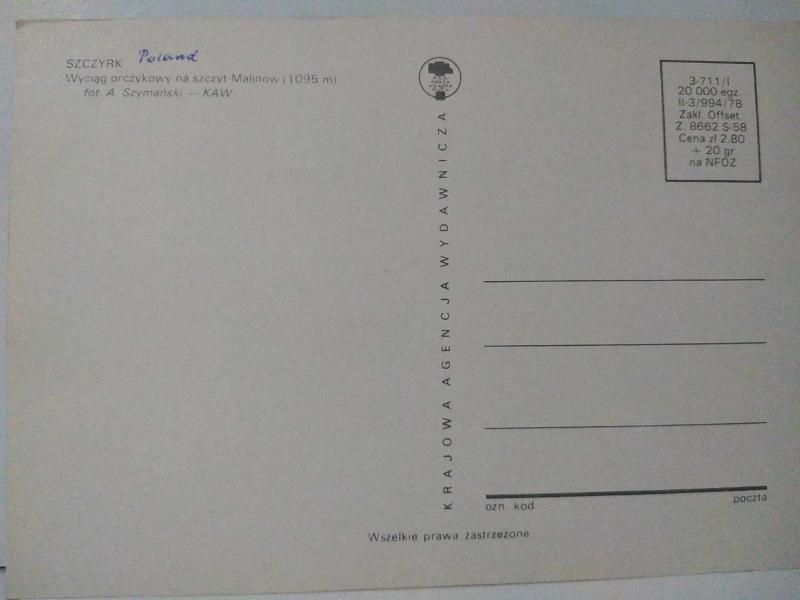 SZCZYRK Poland
Wyciąg orczykowy na szczyt Malinow (1095 m)
fot. A. Szymański — KAW
KRAJOWA AGENCJA WYDAWNICZA
3-711/I
20 000 egz.
II-3/994/78
Zakł. Offset
Z. 8662 S-58
Cena zł 2,80
+ 20 gr
na NFOZ
ozn. kod
poczta
Wszelkie prawa zastrzeżone